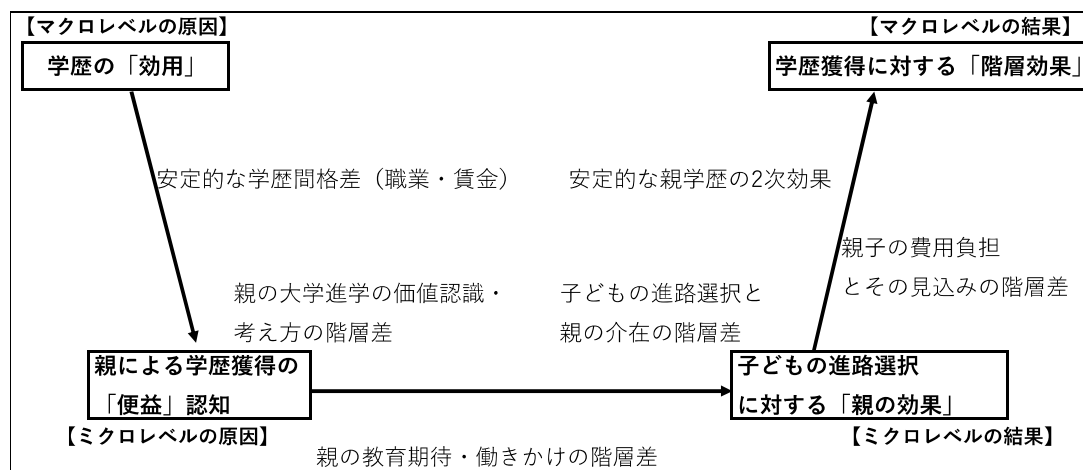 【マクロレベルの原因】
学歴の「効用」
【マクロレベルの結果】
学歴獲得に対する「階層効果」
安定的な学歴間格差（職業・賃金）
安定的な親学歴の2次効果
親子の費用負担
とその見込みの階層差
親の大学進学の価値認識・
考え方の階層差
子どもの進路選択と
親の介在の階層差
親による学歴獲得の
「便益」認知
【ミクロレベルの原因】
子どもの進路選択
に対する「親の効果」
【ミクロレベルの結果】
親の教育期待・働きかけの階層差